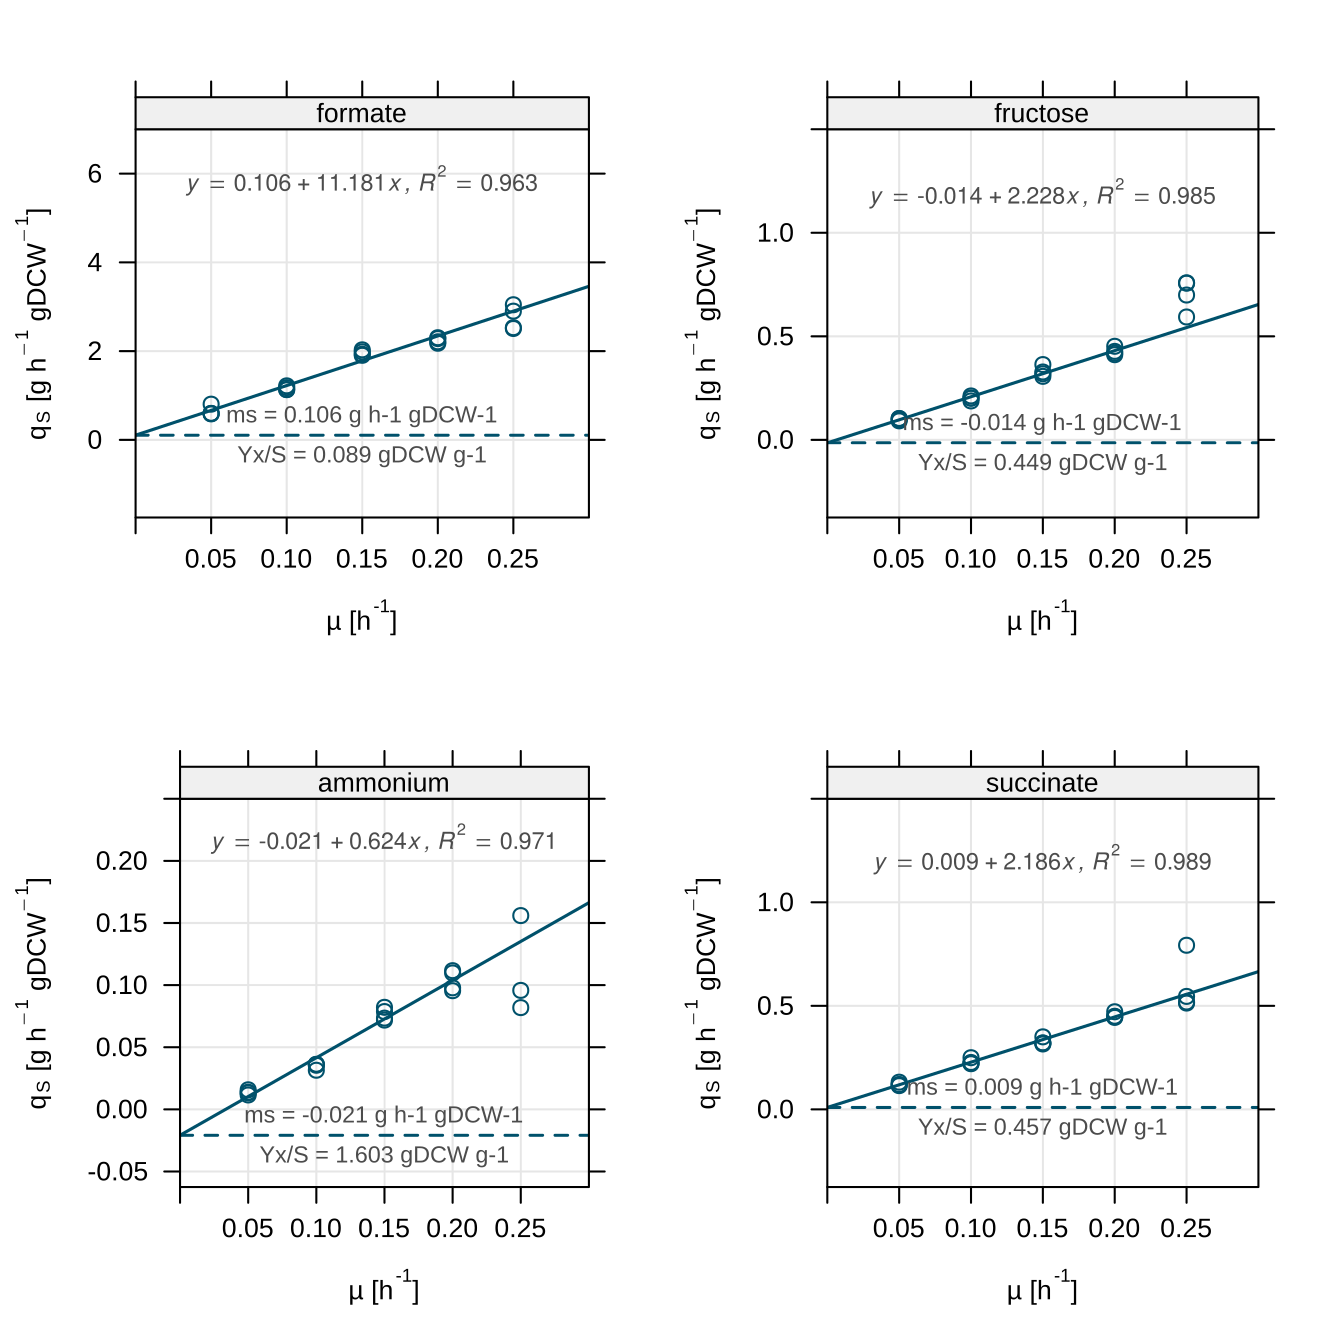 formate
y = 0.106 + 11.181x, R² = 0.963
6
4
2
0
ms = 0.106 g h-1 gDCW-1
Yx/S = 0.089 gDCW g-1
qS [g h⁻¹ gDCW⁻¹]
0.05 0.10 0.15 0.20 0.25
μ [h⁻¹]
fructose
y = -0.014 + 2.228x, R² = 0.985
1.0
0.5
0.0
ms = -0.014 g h-1 gDCW-1
Yx/S = 0.449 gDCW g-1
qS [g h⁻¹ gDCW⁻¹]
0.05 0.10 0.15 0.20 0.25
μ [h⁻¹]
ammonium
y = -0.021 + 0.624x, R² = 0.971
0.20
0.15
0.10
0.05
0.00
-0.05
ms = -0.021 g h-1 gDCW-1
Yx/S = 1.603 gDCW g-1
qS [g h⁻¹ gDCW⁻¹]
0.05 0.10 0.15 0.20 0.25
μ [h⁻¹]
succinate
y = 0.009 + 2.186x, R² = 0.989
1.0
0.5
0.0
ms = 0.009 g h-1 gDCW-1
Yx/S = 0.457 gDCW g-1
qS [g h⁻¹ gDCW⁻¹]
0.05 0.10 0.15 0.20 0.25
μ [h⁻¹]